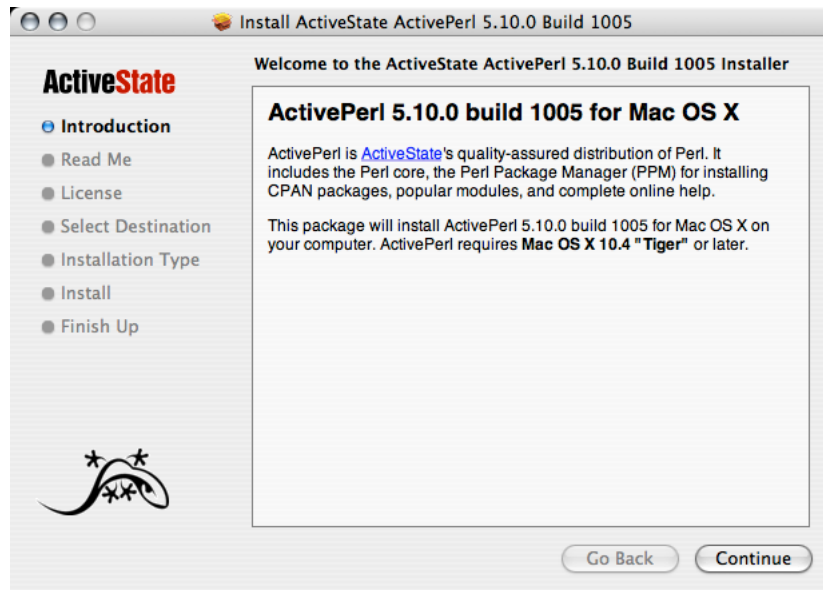 Install ActiveState ActivePerl 5.10.0 Build 1005
ActiveState
Introduction
Read Me
License
Select Destination
Installation Type
Install
Finish Up
Welcome to the ActiveState ActivePerl 5.10.0 Build 1005 Installer
ActivePerl 5.10.0 build 1005 for Mac OS X
ActivePerl is ActiveState's quality-assured distribution of Perl. It
includes the Perl core, the Perl Package Manager (PPM) for installing
CPAN packages, popular modules, and complete online help.
This package will install ActivePerl 5.10.0 build 1005 for Mac OS X on
your computer. ActivePerl requires Mac OS X 10.4 "Tiger" or later.
Go Back
Continue